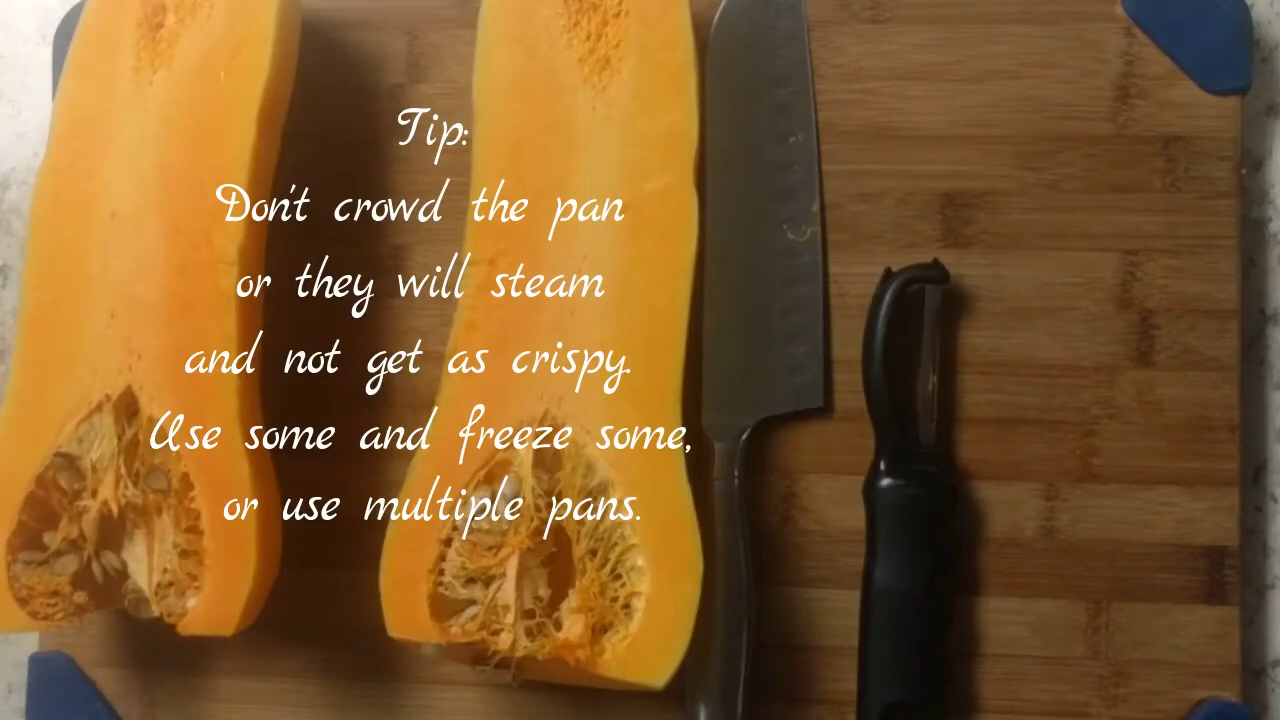 Tip:
Don't crowd the pan
or they will steam
and not get as crispy.
Use some and freeze some,
or use multiple pans.